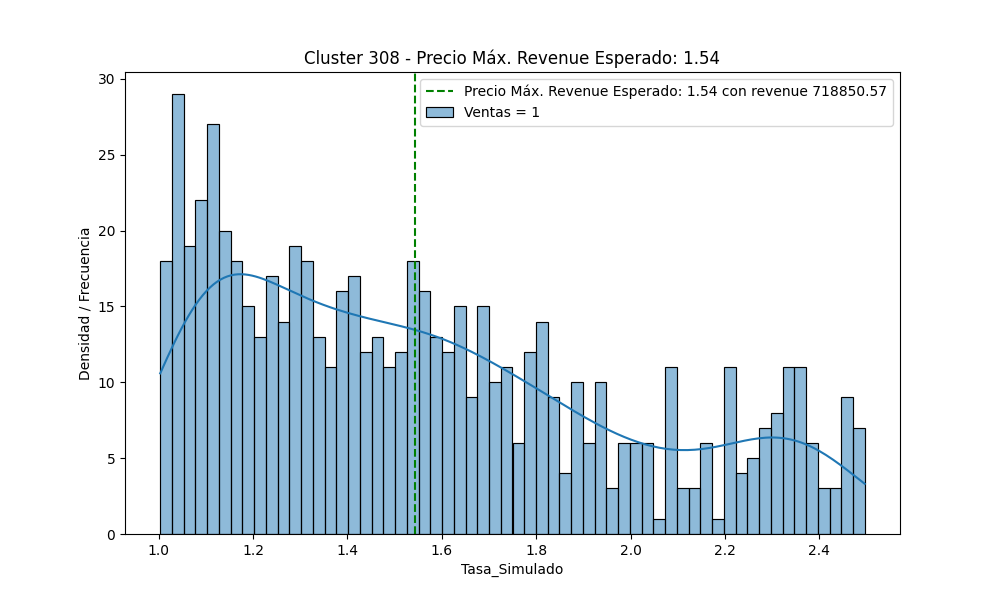 Cluster 308 - Precio Máx. Revenue Esperado: 1.54
Precio Máx. Revenue Esperado: 1.54 con revenue 718850.57
Ventas = 1
Densidad / Frecuencia
30
25
20
15
10
5
0
1.0 1.2 1.4 1.6 1.8 2.0 2.2 2.4
Tasa_Simulado